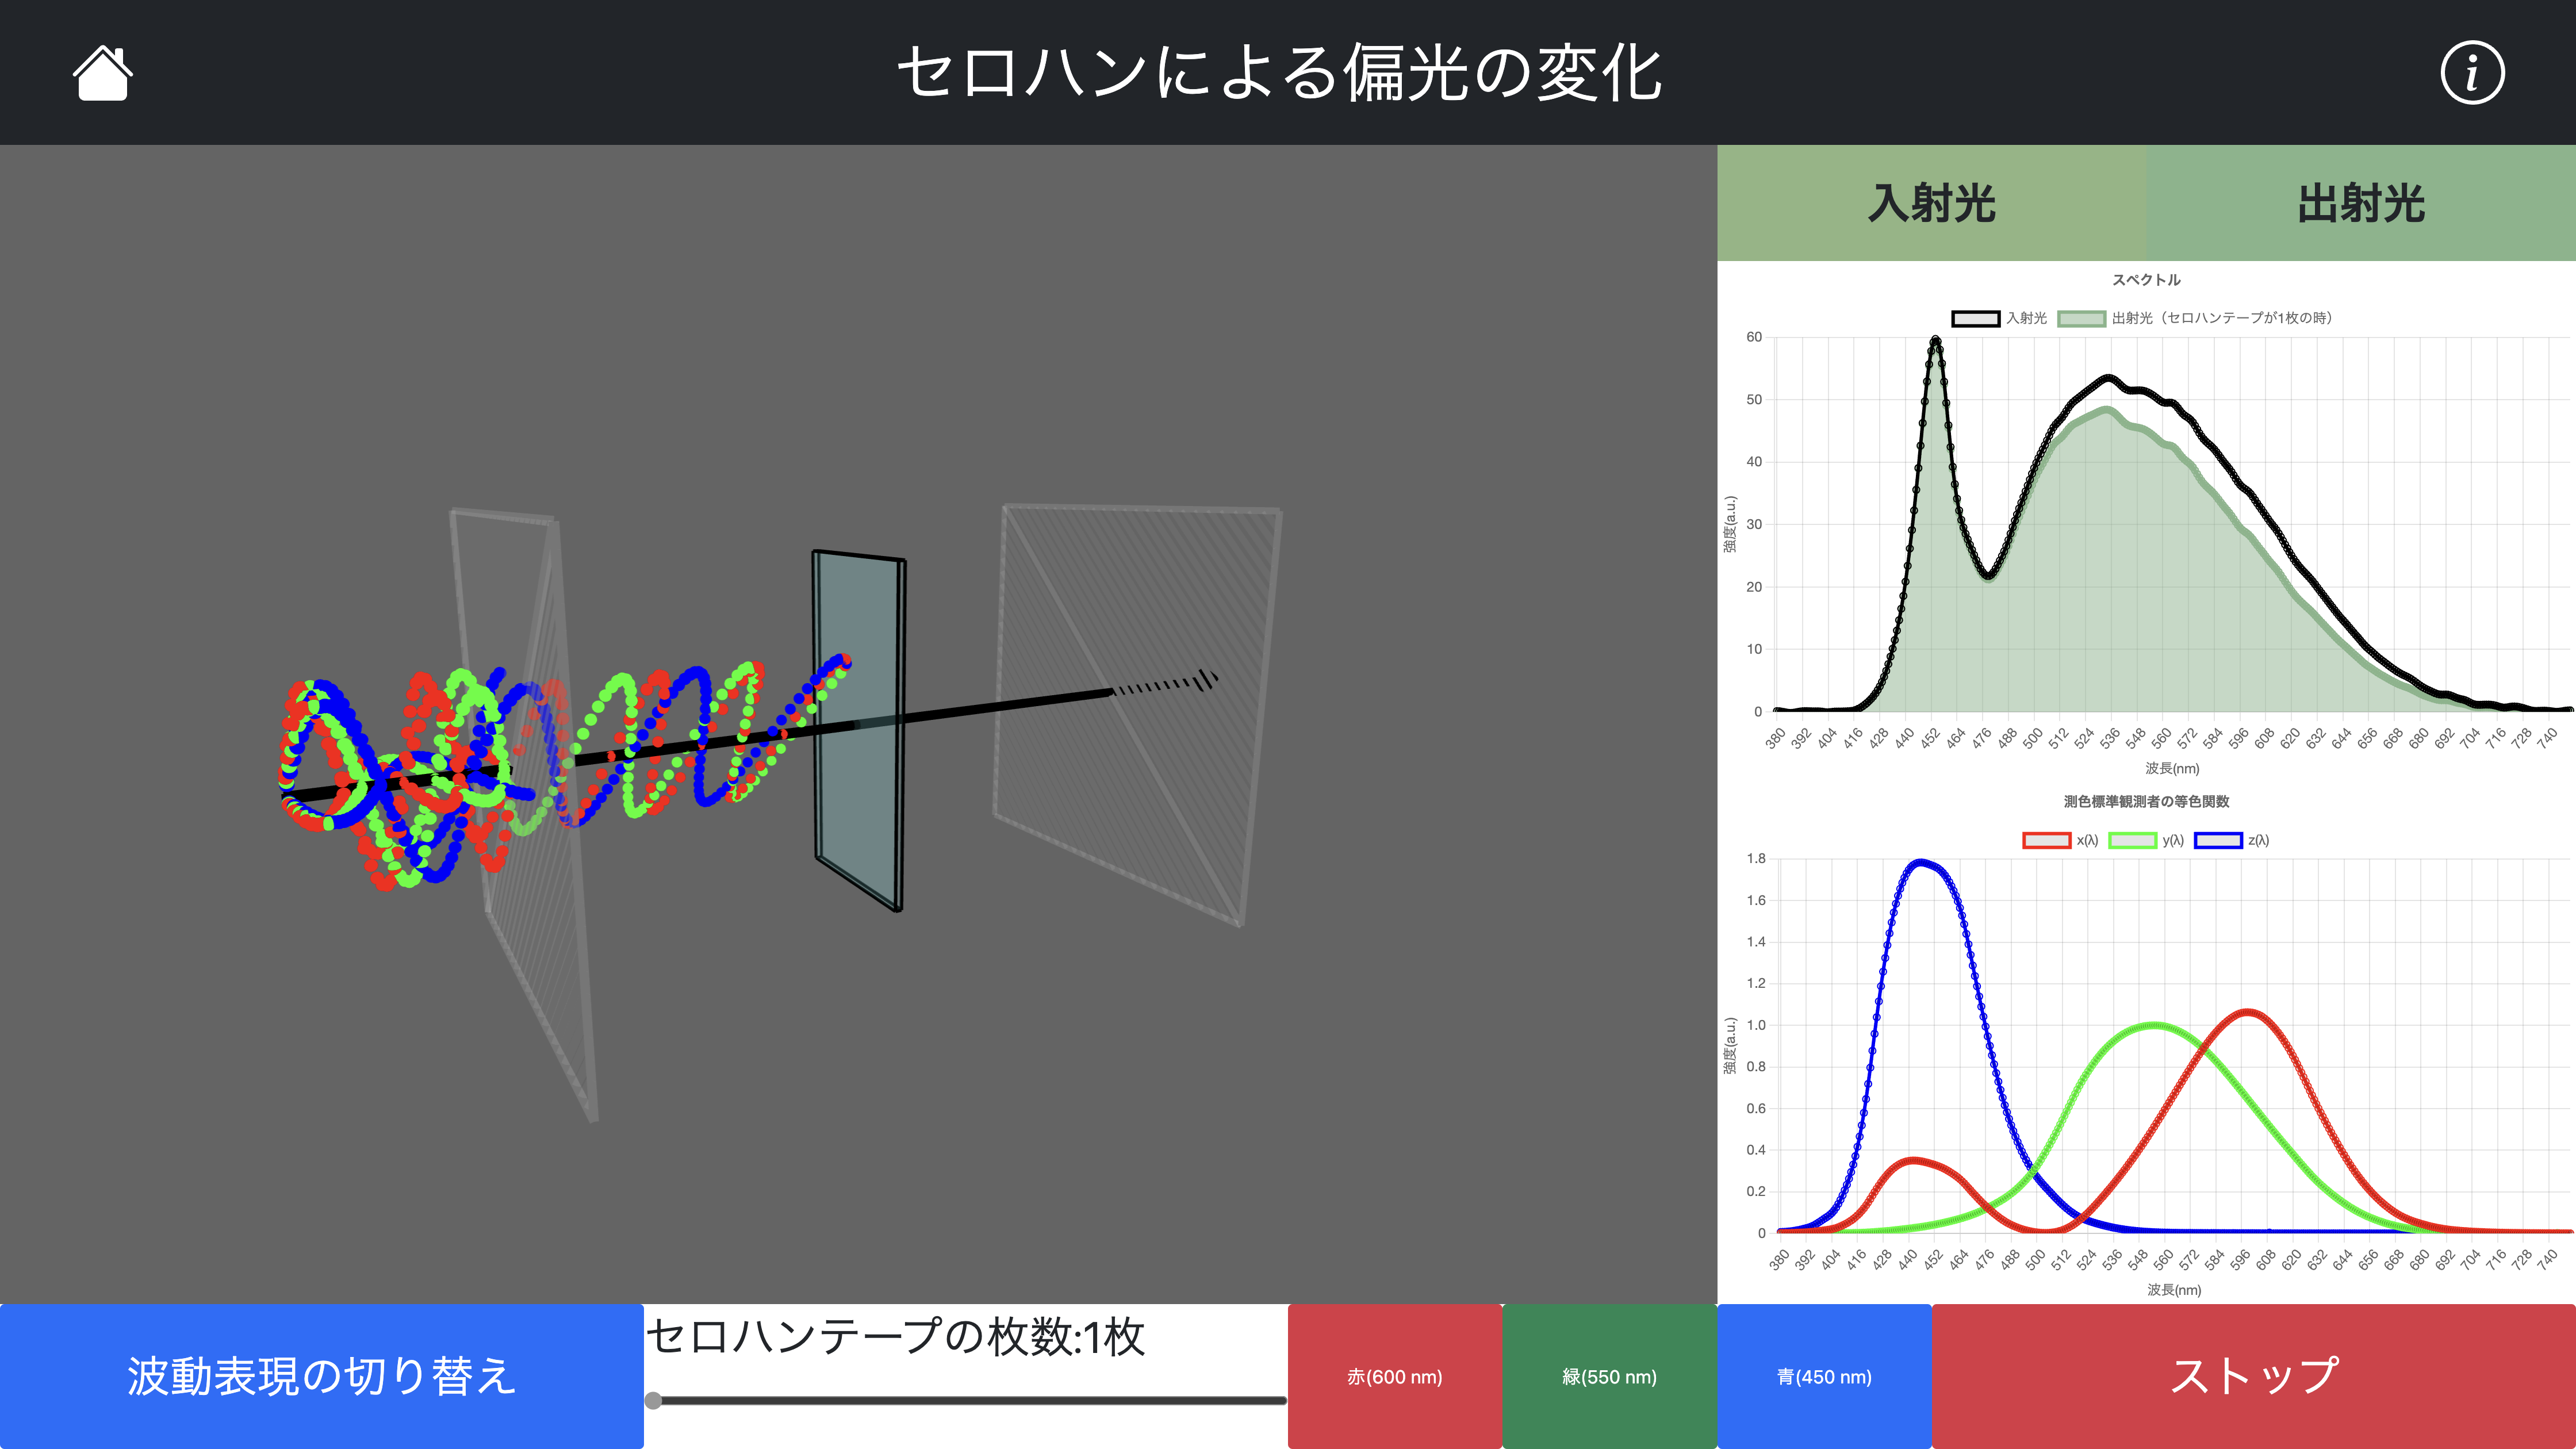 セロハンによる偏光の変化
i
入射光
出射光
スペクトル
入射光
出射光（セロハンテープが1枚の時）
60
50
40
30
20
10
0
強度(a.u.)
380 392 404 416 428 440 452 464 476 488 500 512 524 536 548 560 572 584 596 608 620 632 644 656 668 680 692 704 716 728 740
波長(nm)
測色標準観測者の等色関数
x(λ) y(λ) z(λ)
1.8
1.6
1.4
1.2
1.0
0.8
0.6
0.4
0.2
0
強度(a.u.)
380 392 404 416 428 440 452 464 476 488 500 512 524 536 548 560 572 584 596 608 620 632 644 656 668 680 692 704 716 728 740
波長(nm)
波動表現の切り替え
セロハンテープの枚数:1枚
赤(600 nm)
緑(550 nm)
青(450 nm)
ストップ